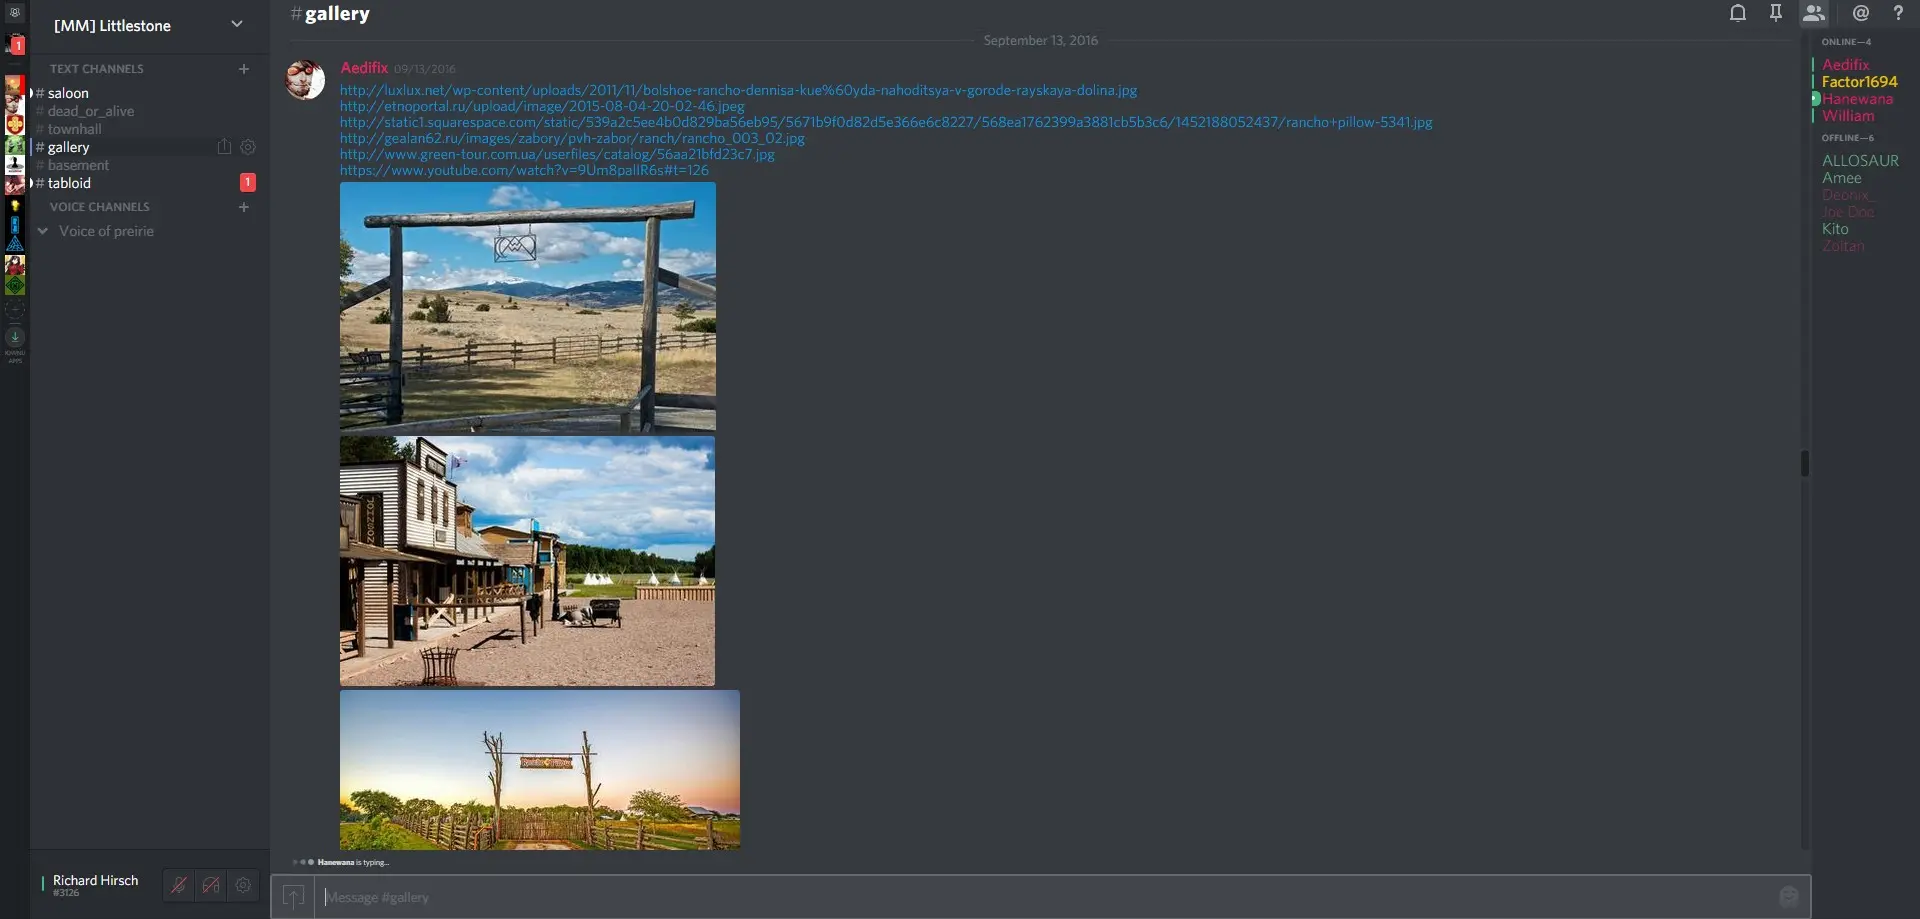 [MM] Littlestone
TEXT CHANNELS
# saloon
# dead_or_alive
# townhall
# gallery
# basement
# tabloid
1
VOICE CHANNELS
Voice of preirie
1
Richard Hirsch
#3126
#gallery
September 13, 2016
Aedifix 09/13/2016
http://luxlux.net/wp-content/uploads/2011/11/bolshoe-rancho-dennisa-kue%60yda-nahoditsya-v-gorode-rayskaya-dolina.jpg
http://etnoportal.ru/upload/image/2015-08-04-20-02-46.jpeg
http://static1.squarespace.com/static/539a2c5ee4b0d829ba56eb95/5671b9f0d82d5e366e6c8227/568ea1762399a3881cb5b3c6/1452188052437/rancho+pillow-5341.jpg
http://gealan62.ru/images/zabory/pvh-zabor/ranch/rancho_003_02.jpg
http://www.green-tour.com.ua/userfiles/catalog/56aa21bfd23c7.jpg
https://www.youtube.com/watch?v=9Um8pallR6s#t=126
Hanewana is typing...
Message #gallery
ONLINE—4
Aedifix
Factor1694
Hanewana
William
OFFLINE—6
ALLOSAUR
Amee
Deonix_
Joe Doe
Kito
Zoltan